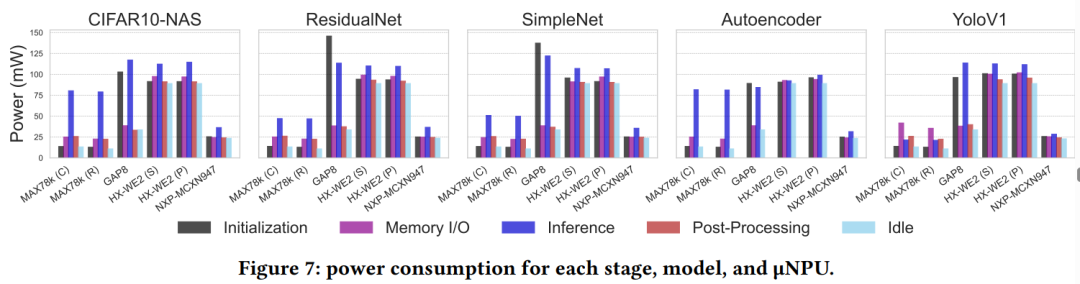 CIFAR10-NAS ResidualNet SimpleNet Autoencoder YoloV1
Power (mW)
150
125
100
75
50
25
0
MAX78k (C) MAX78k (R) GAP8 HX-WE2 (S) HX-WE2 (P) NXP-MCXN947
MAX78k (C) MAX78k (R) GAP8 HX-WE2 (S) HX-WE2 (P) NXP-MCXN947
MAX78k (C) MAX78k (R) GAP8 HX-WE2 (S) HX-WE2 (P) NXP-MCXN947
MAX78k (C) MAX78k (R) GAP8 HX-WE2 (S) HX-WE2 (P) NXP-MCXN947
MAX78k (C) MAX78k (R) GAP8 HX-WE2 (S) HX-WE2 (P) NXP-MCXN947
Initialization Memory I/O Inference Post-Processing Idle
Figure 7: power consumption for each stage, model, and μNPU.